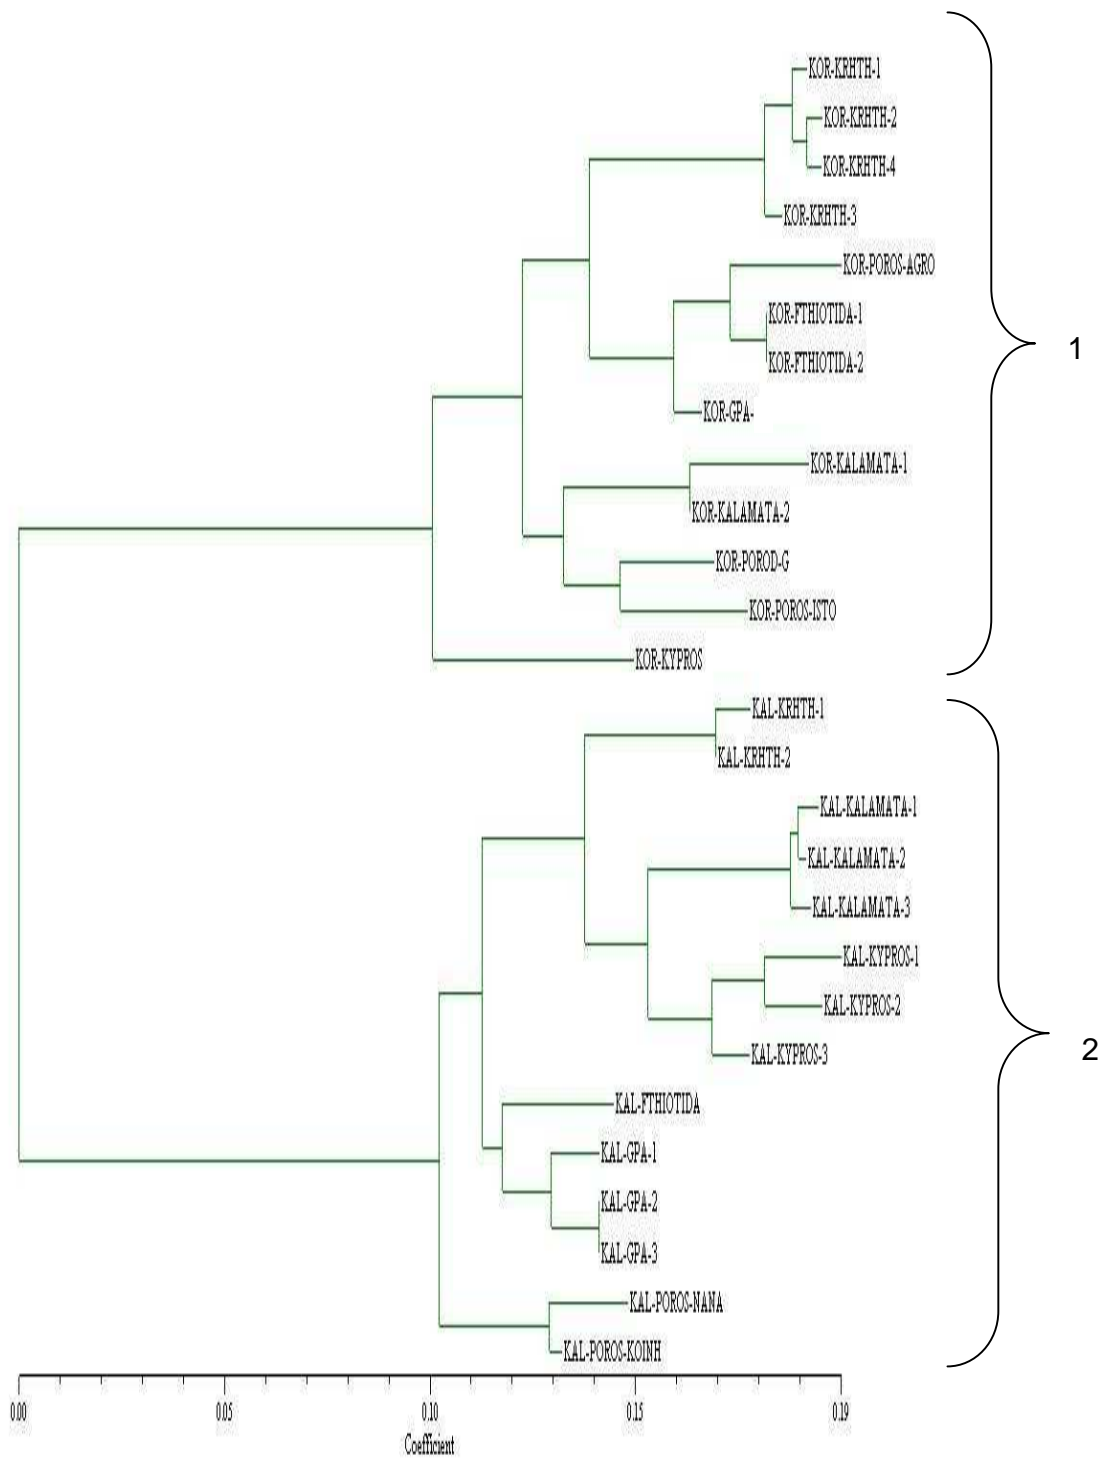 KOR-KRHTH-1
KOR-KRHTH-2
KOR-KRHTH-4
KOR-KRHTH-3
KOR-POROS-AGRO
KOR-FTHIOTIDA-1
1
KOR-FTHIOTIDA-2
KOR-GPA-
KOR-KALAMATA-1
KOR-KALAMATA-2
KOR-POROD-G
KOR-POROS-ISTO
KOR-KYPROS
KAL-KRHTH-1
KAL-KRHTH-2
KAL-KALAMATA-1
KAL-KALAMATA-2
KAL-KALAMATA-3
KAL-KYPROS-1
KAL-KYPROS-2
2
KAL-KYPROS-3
KAL-FTHIOTIDA
KAL-GPA-1
KAL-GPA-2
KAL-GPA-3
KAL-POROS-NANA
KAL-POROS-KOINH
0.00 0.05 0.10 0.15 0.19
Coefficient